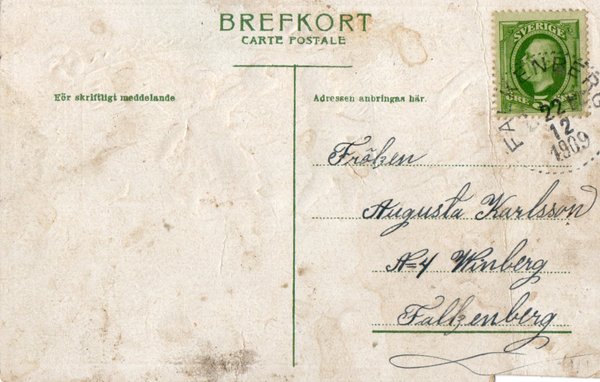 BREFKORT
CARTE POSTALE
SVERIGE
ÖRE
FALKENBERG
22
12
1909
För skriftligt meddelande
Adressen anbringas här.
Fröken
Augusta Karlsson
N=4 Winberg
Falkenberg